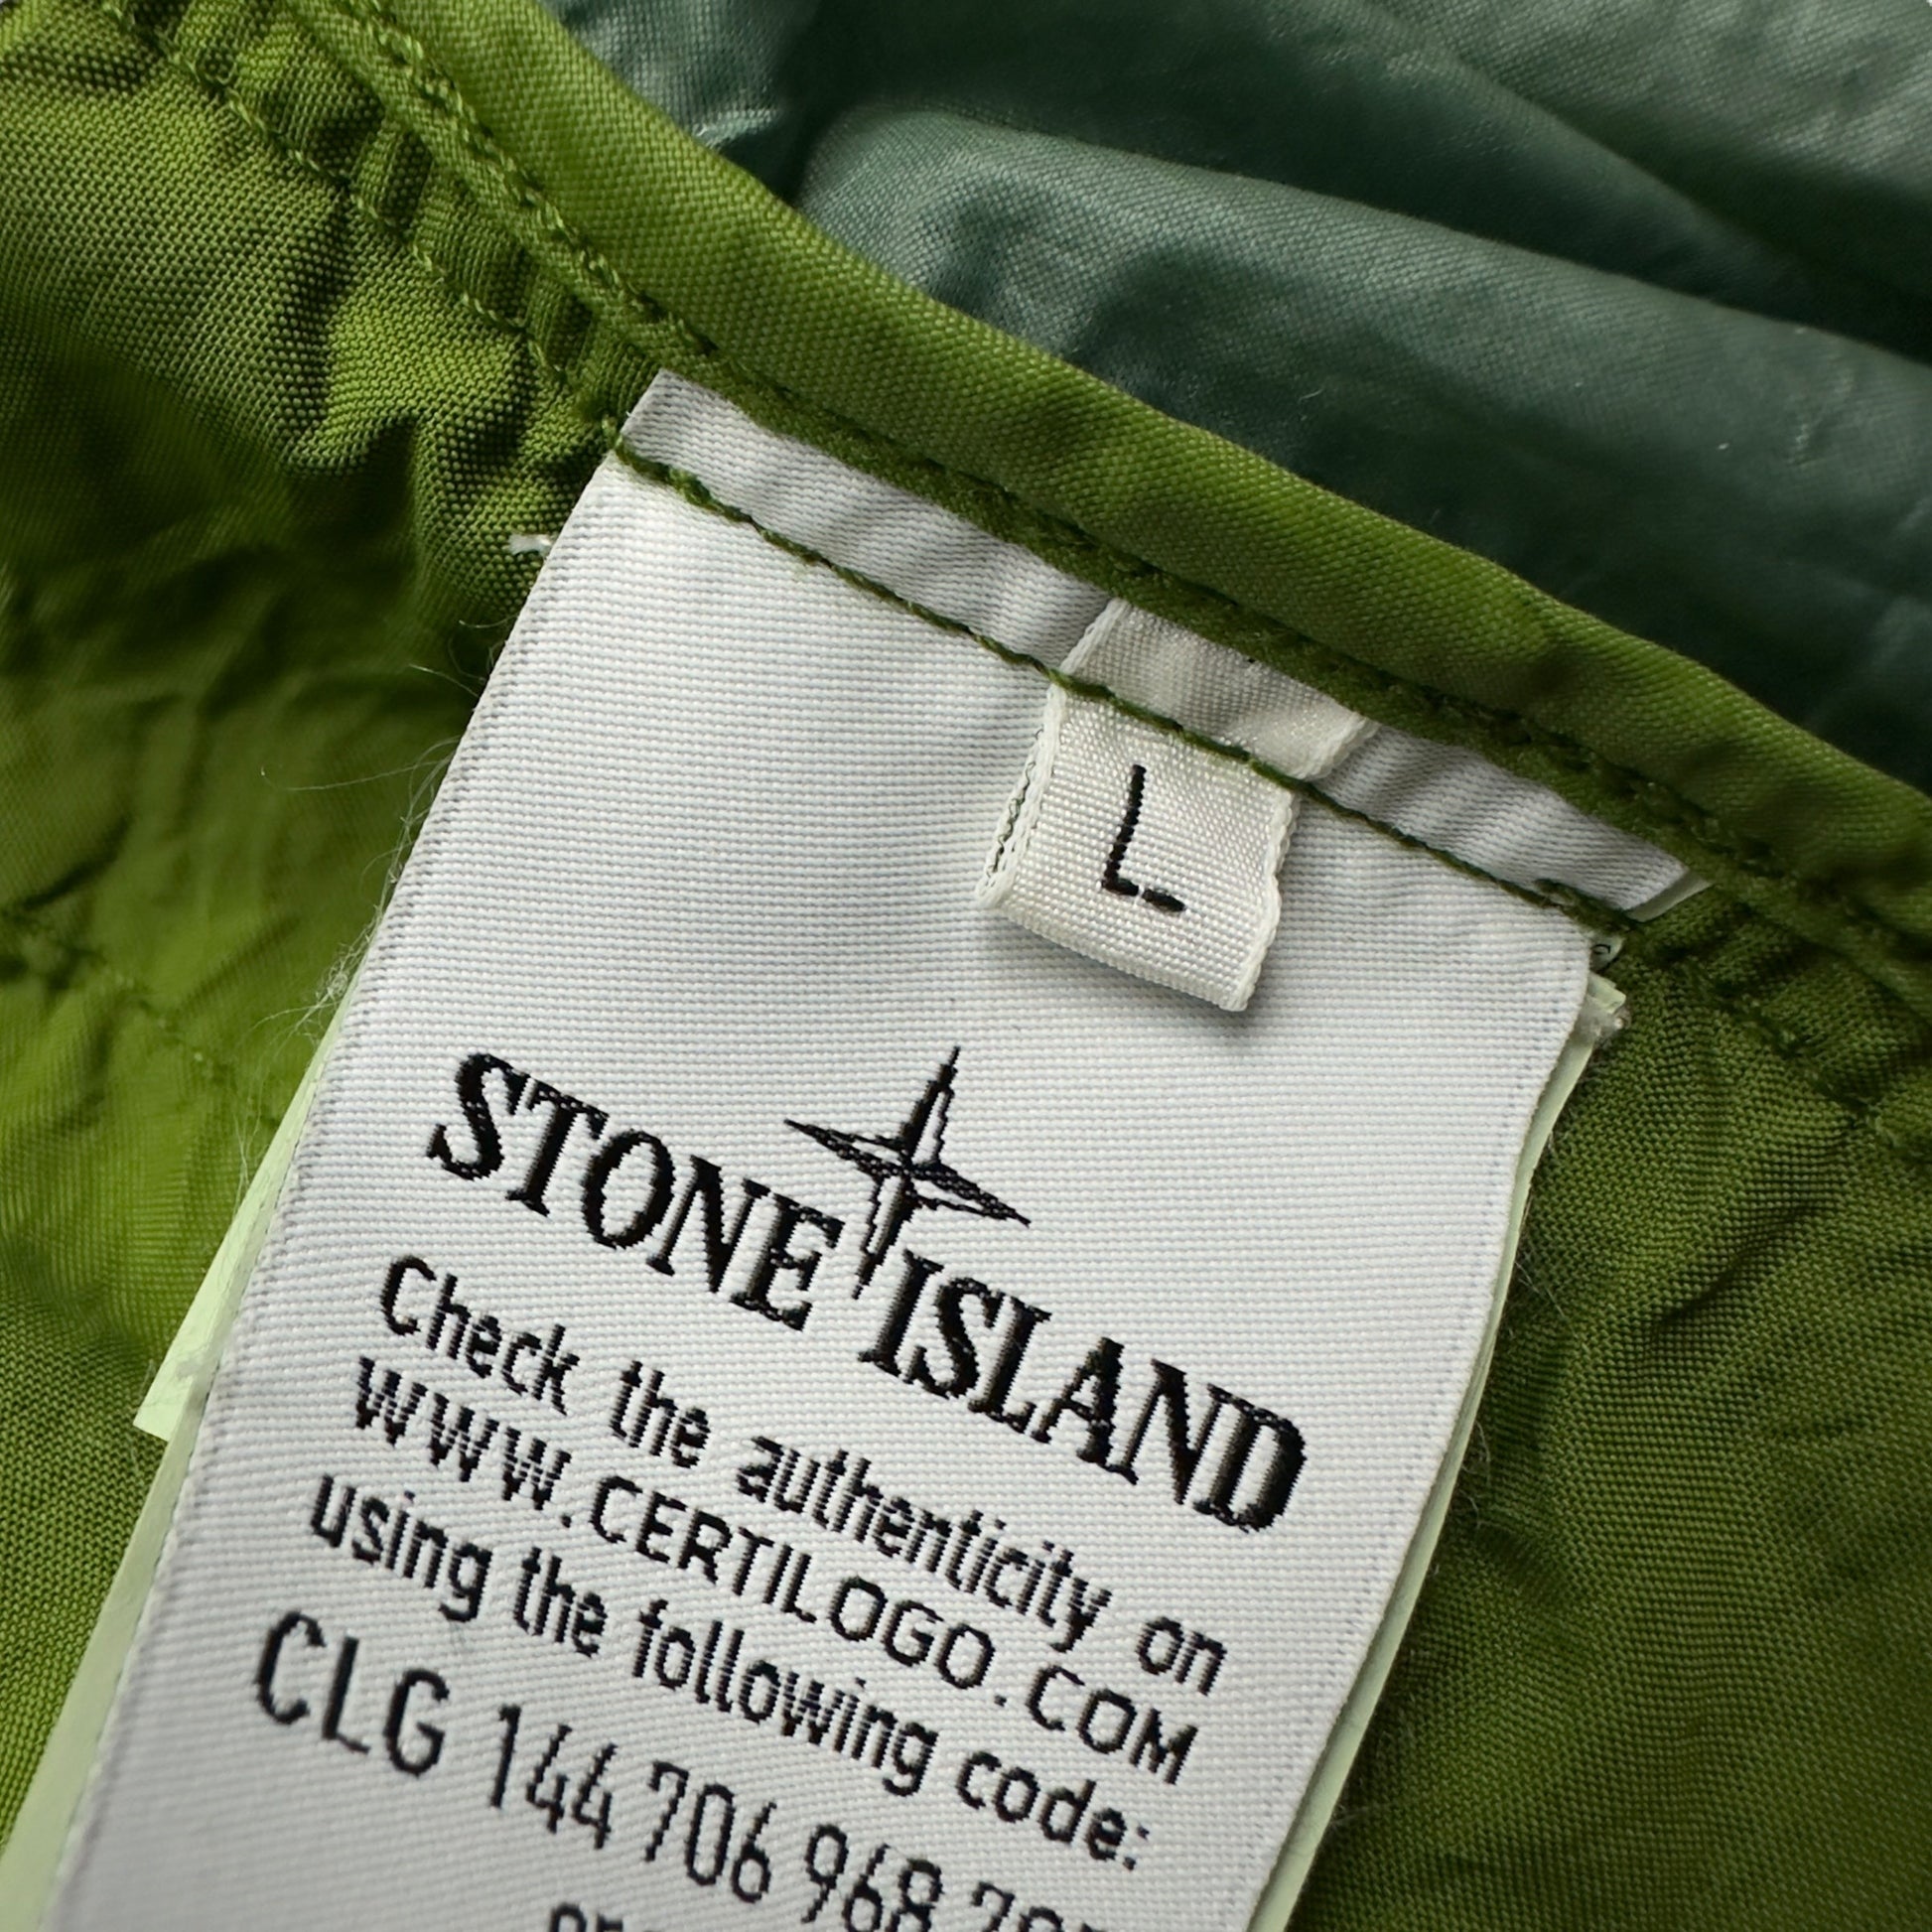 L
STONE ISLAND
Check the authenticity on
WWW.CERTILOGO.COM
using the following code:
CLG 144 706 968